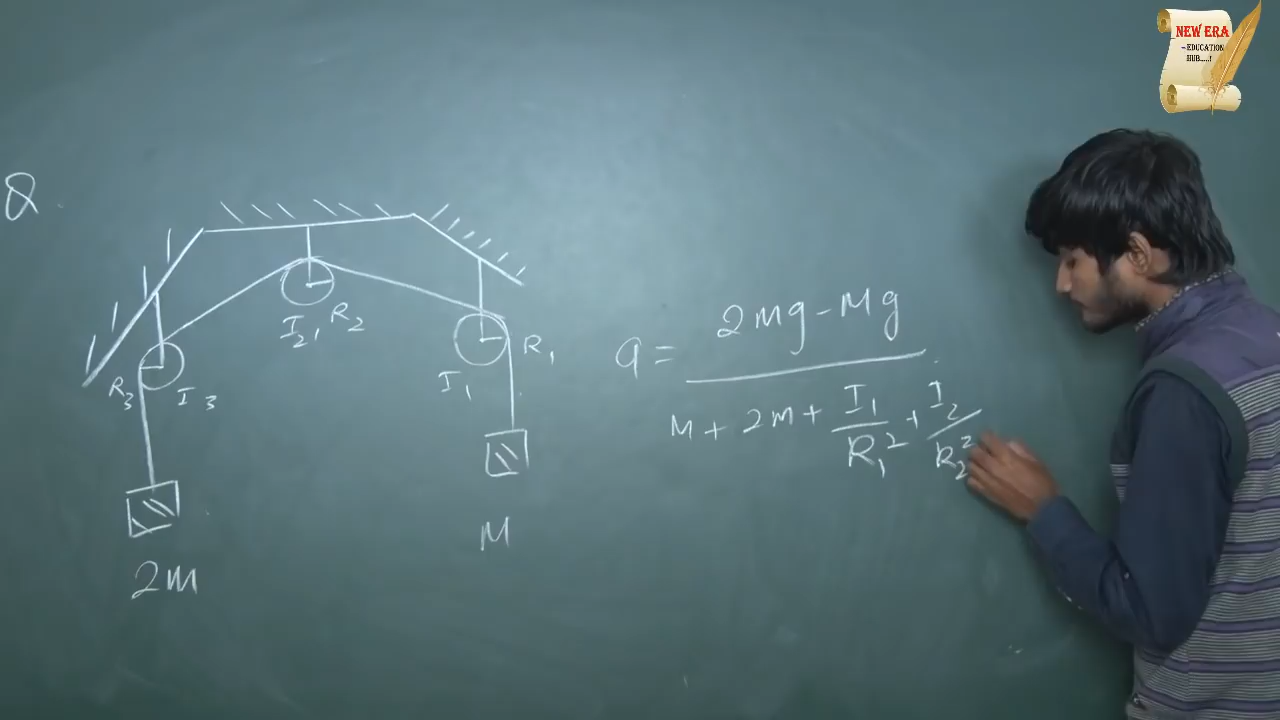 NEW ERA
EDUCATION
HUB.....!
Q.
I2, R2
R3 I3
I1 R1
2M
M
a = 2Mg - Mg
M + 2M + I1/R1² + I2/R2²